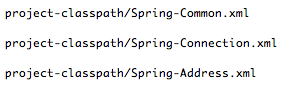 project-classpath/Spring-Common.xml
project-classpath/Spring-Connection.xml
project-classpath/Spring-Address.xml